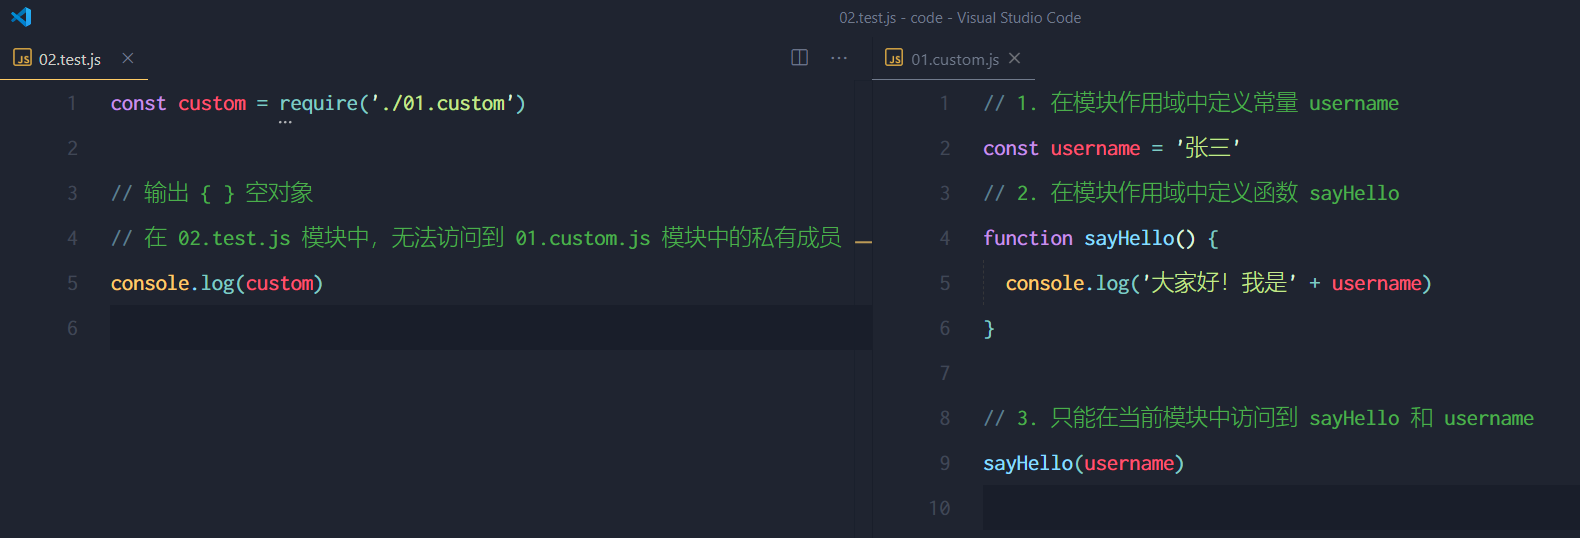 02.test.js - code - Visual Studio Code
JS 02.test.js
1 const custom = require('./01.custom')
2
3 // 输出 { } 空对象
4 // 在 02.test.js 模块中，无法访问到 01.custom.js 模块中的私有成员
5 console.log(custom)
6
JS 01.custom.js
1 // 1. 在模块作用域中定义常量 username
2 const username = '张三'
3 // 2. 在模块作用域中定义函数 sayHello
4 function sayHello() {
5 console.log('大家好！我是' + username)
6 }
7
8 // 3. 只能在当前模块中访问到 sayHello 和 username
9 sayHello(username)
10